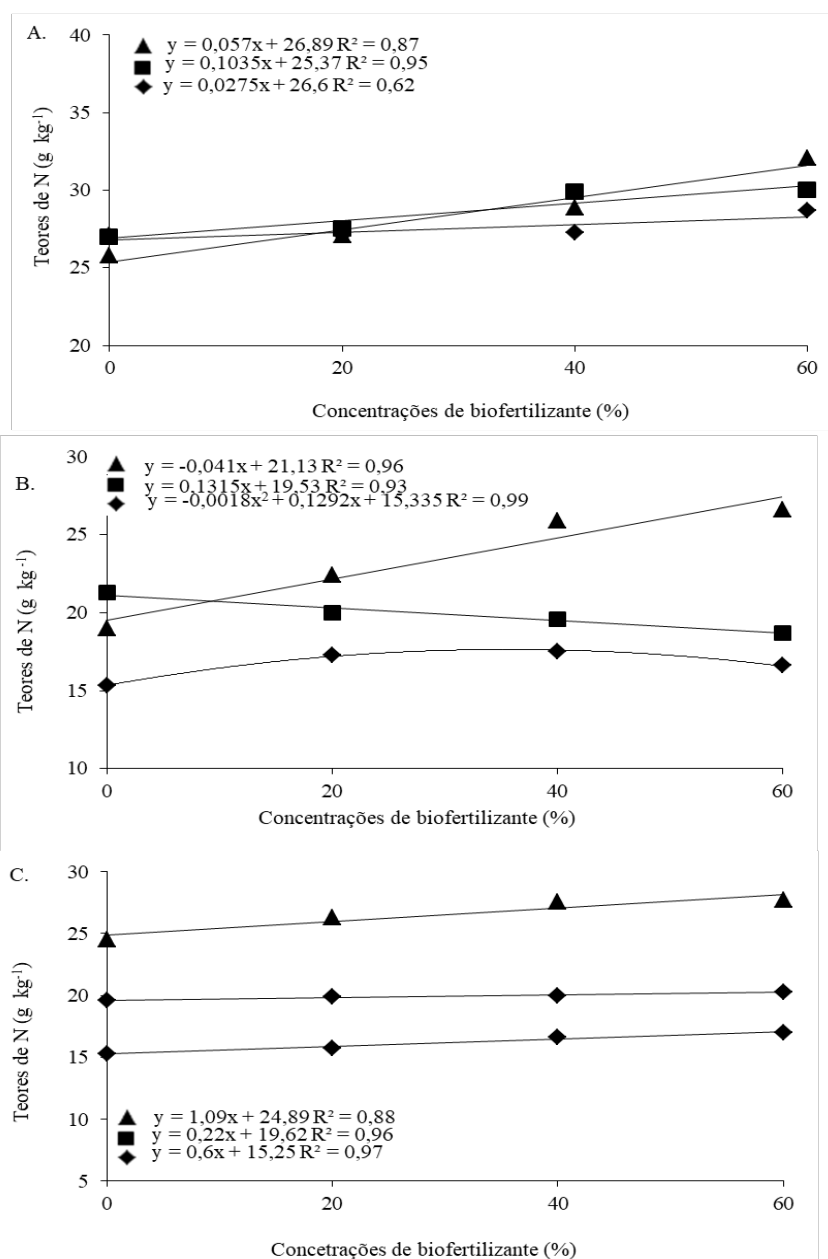 A.
y = 0,057x + 26,89 R² = 0,87
y = 0,1035x + 25,37 R² = 0,95
y = 0,0275x + 26,6 R² = 0,62
40
35
30
25
20
Teores de N (g kg-1)
0 20 40 60
Concentrações de biofertilizante (%)
B.
y = -0,041x + 21,13 R² = 0,96
y = 0,1315x + 19,53 R² = 0,93
y = -0,0018x² + 0,1292x + 15,335 R² = 0,99
30
25
20
15
10
Teores de N (g kg-1)
0 20 40 60
Concentrações de biofertilizante (%)
C.
30
25
20
15
10
5
Teores de N (g kg-1)
y = 1,09x + 24,89 R² = 0,88
y = 0,22x + 19,62 R² = 0,96
y = 0,6x + 15,25 R² = 0,97
0 20 40 60
Concetrações de biofertilizante (%)